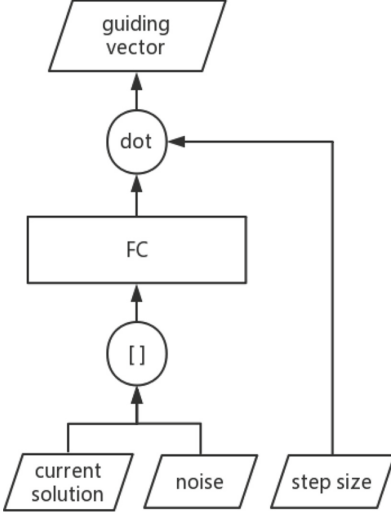 guiding
vector
dot
FC
[ ]
current
solution
noise
step size